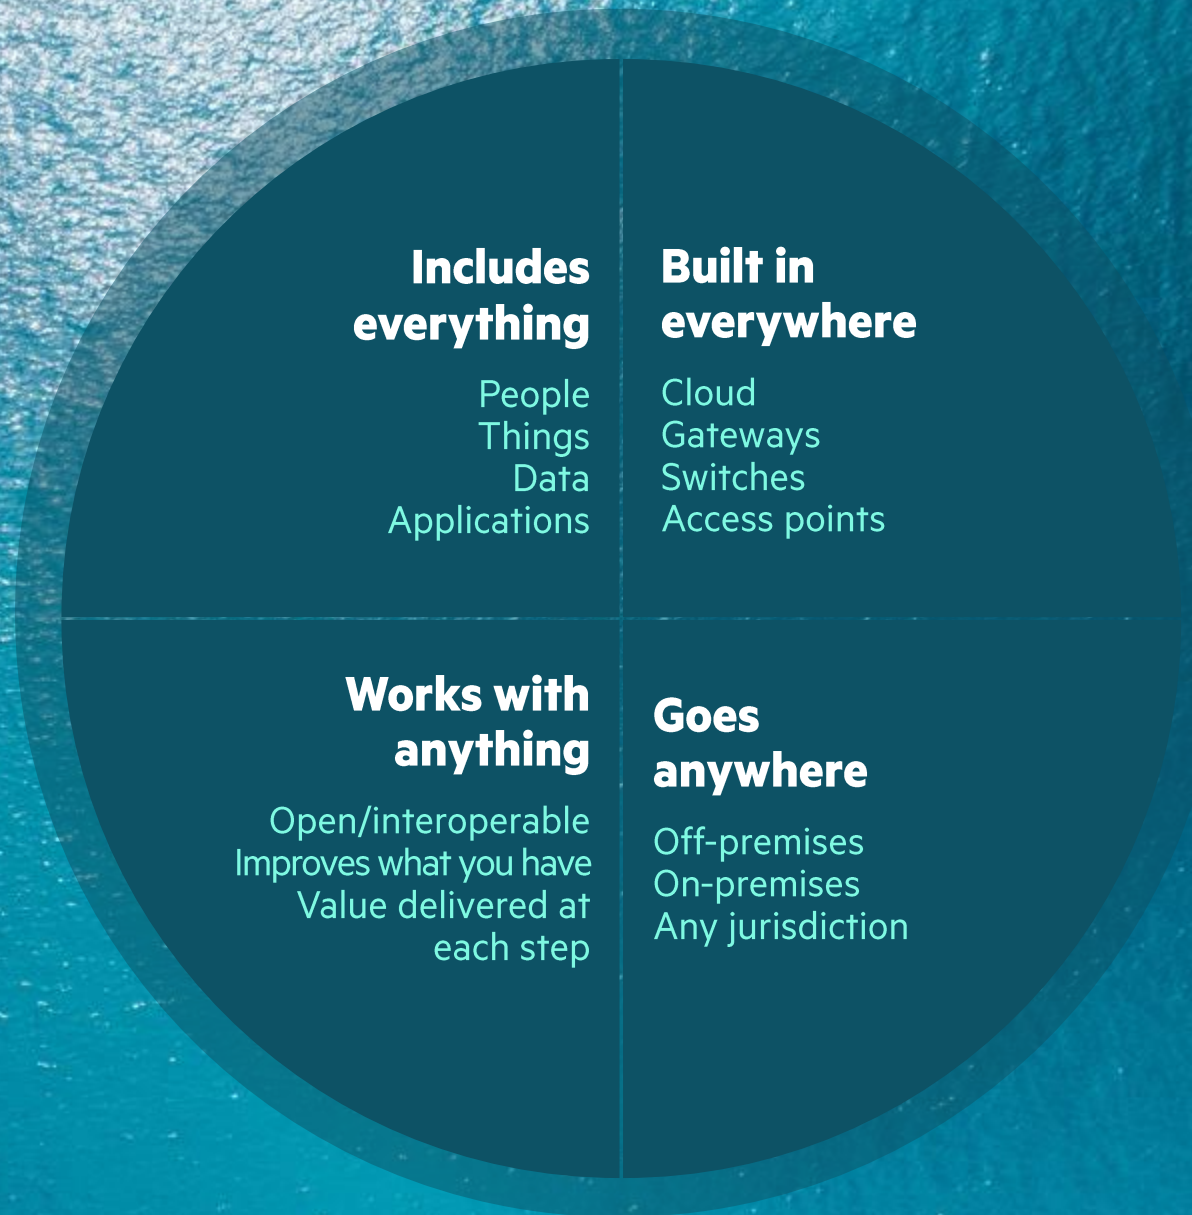 Includes
everything
People
Things
Data
Applications
Built in
everywhere
Cloud
Gateways
Switches
Access points
Works with
anything
Open/interoperable
Improves what you have
Value delivered at
each step
Goes
anywhere
Off-premises
On-premises
Any jurisdiction